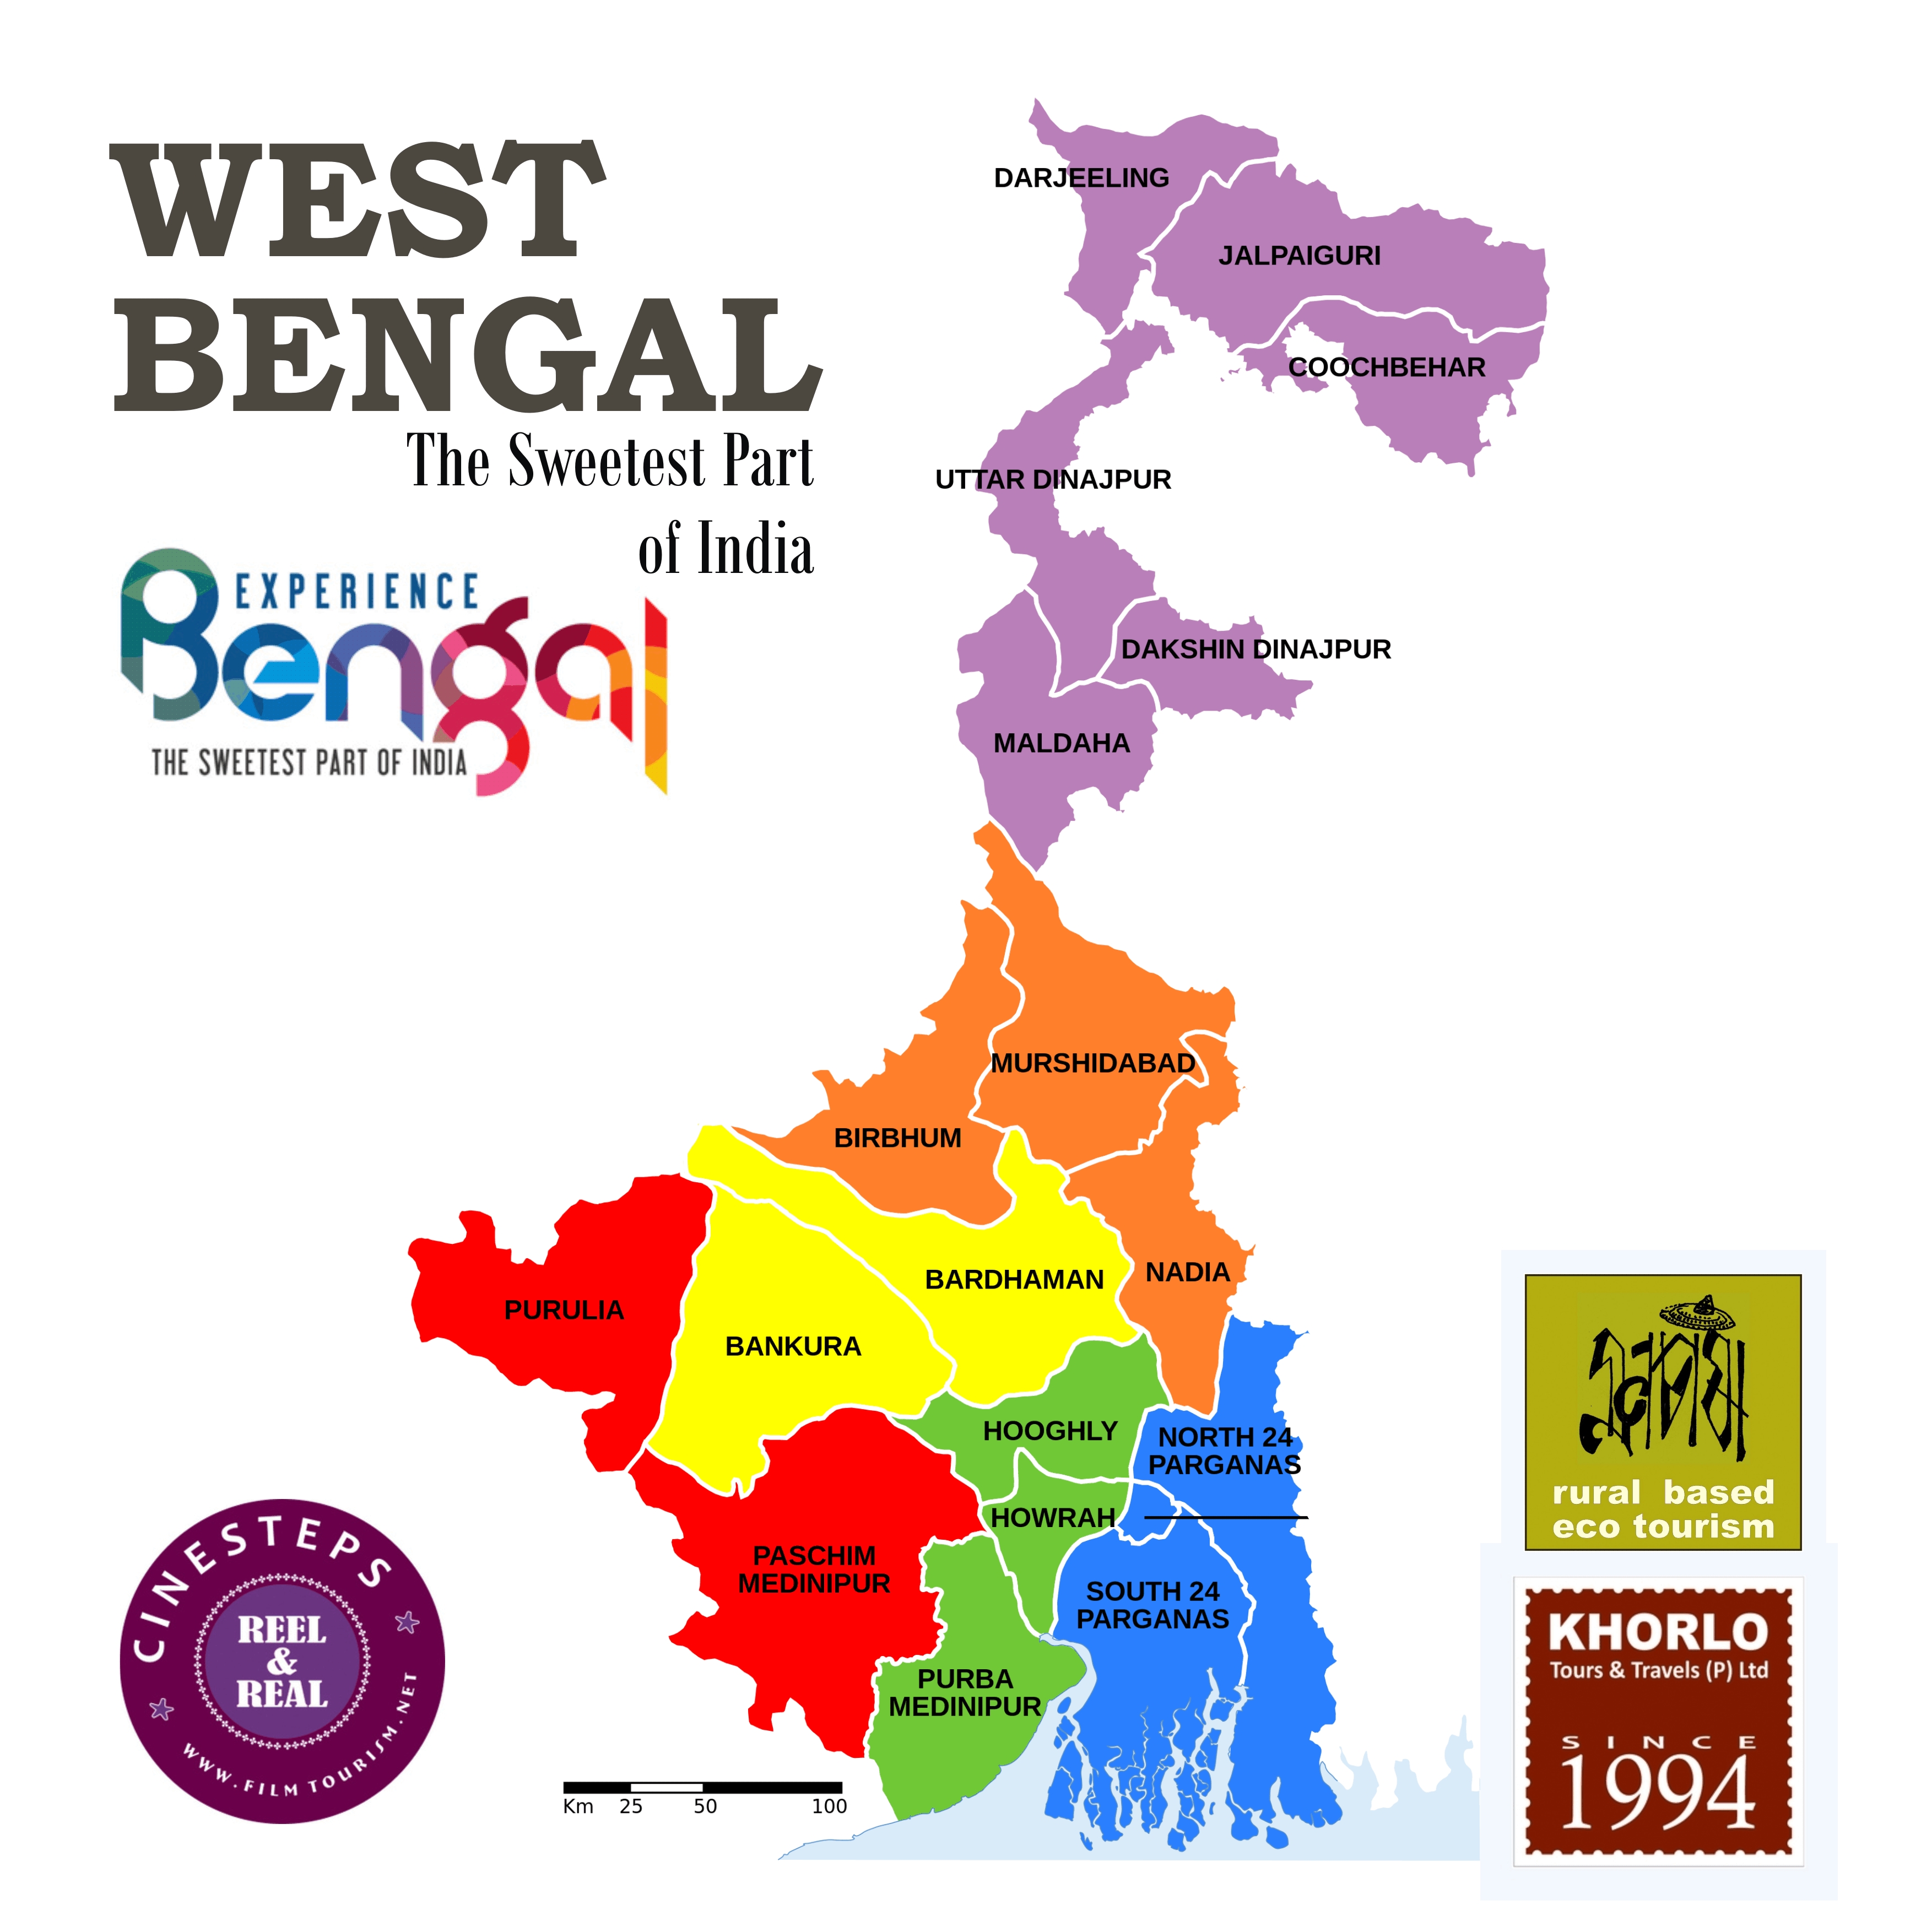 WEST
BENGAL
The Sweetest Part
of India
EXPERIENCE
Bengal
THE SWEETEST PART OF INDIA
DARJEELING
JALPAIGURI
COOCHBEHAR
UTTAR DINAJPUR
DAKSHIN DINAJPUR
MALDAHA
MURSHIDABAD
BIRBHUM
BARDHAMAN
NADIA
PURULIA
BANKURA
HOOGHLY
NORTH 24
PARGANAS
HOWRAH
PASCHIM
MEDINIPUR
SOUTH 24
PARGANAS
PURBA
MEDINIPUR
Km 25 50 100
CINESTEPS
REEL
&
REAL
WWW.FILM TOURISM.NET
rural based
eco tourism
KHORLO
Tours & Travels (P) Ltd
SINCE
1994